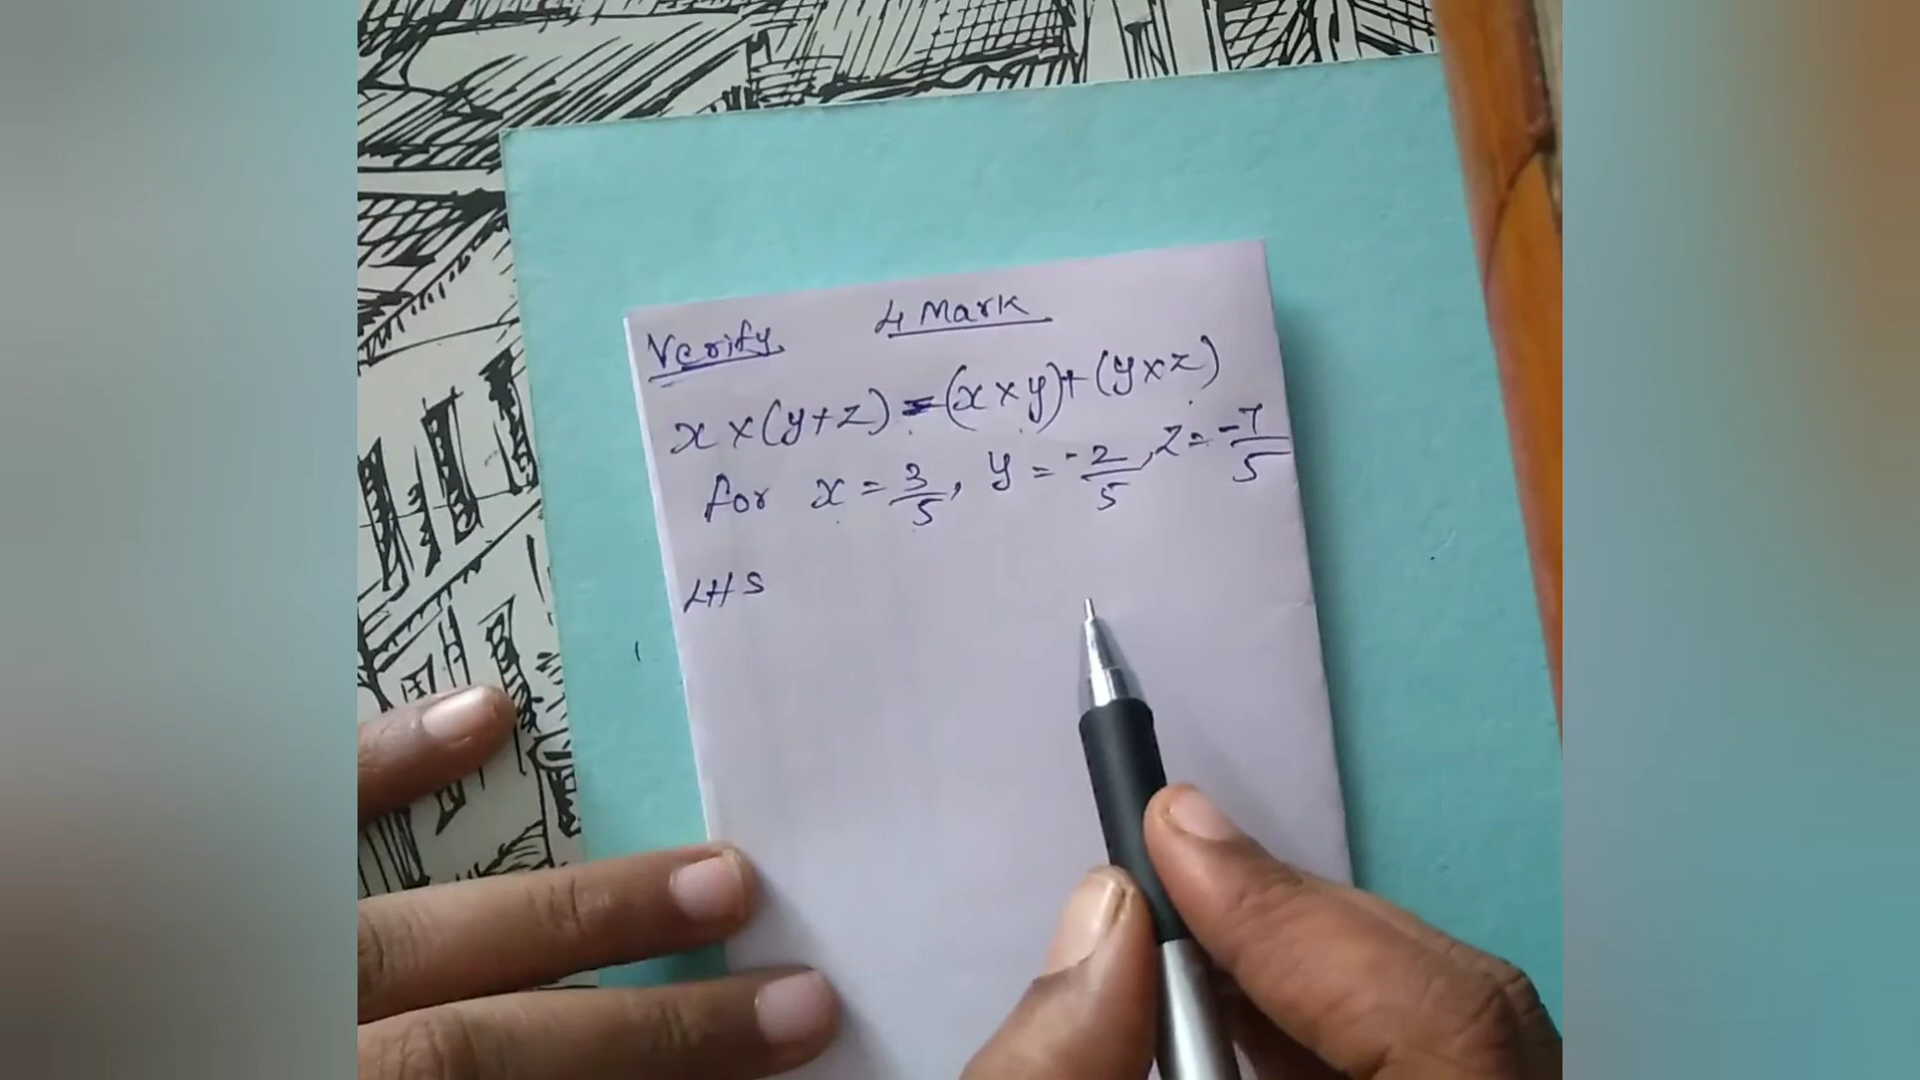 Verify 4 Mark
x × (y+z) = (x × y) + (y × z)
for x = 3/5, y = -2/5, z = -7/5
LHS